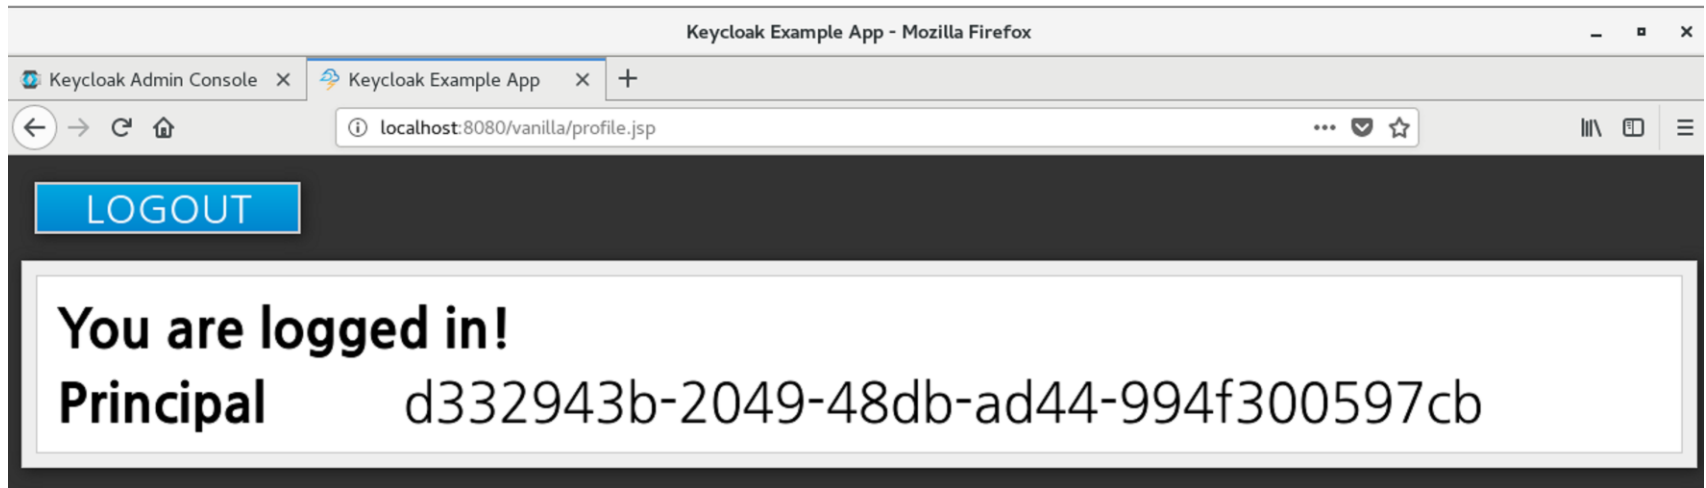 Keycloak Example App - Mozilla Firefox
Keycloak Admin Console Keycloak Example App
localhost:8080/vanilla/profile.jsp
LOGOUT
You are logged in!
Principal d332943b-2049-48db-ad44-994f300597cb